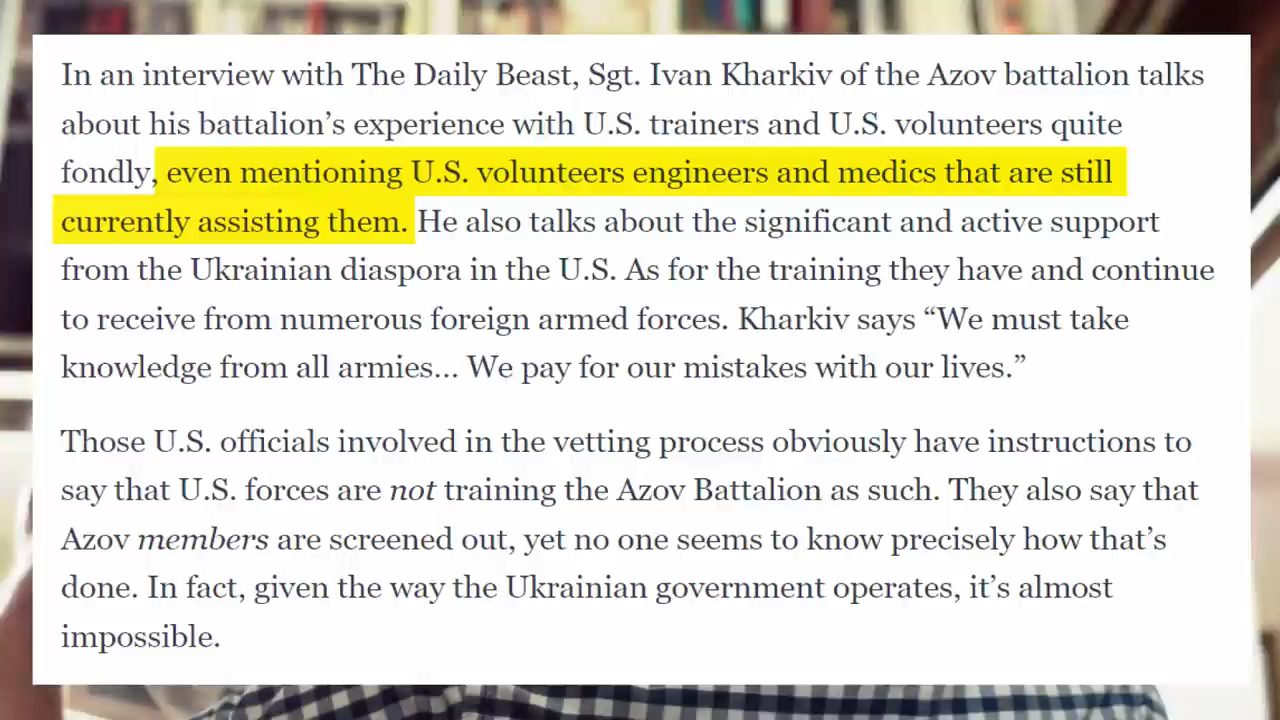 In an interview with The Daily Beast, Sgt. Ivan Kharkiv of the Azov battalion talks
about his battalion’s experience with U.S. trainers and U.S. volunteers quite
fondly, even mentioning U.S. volunteers engineers and medics that are still
currently assisting them. He also talks about the significant and active support
from the Ukrainian diaspora in the U.S. As for the training they have and continue
to receive from numerous foreign armed forces. Kharkiv says “We must take
knowledge from all armies... We pay for our mistakes with our lives.”
Those U.S. officials involved in the vetting process obviously have instructions to
say that U.S. forces are not training the Azov Battalion as such. They also say that
Azov members are screened out, yet no one seems to know precisely how that’s
done. In fact, given the way the Ukrainian government operates, it’s almost
impossible.